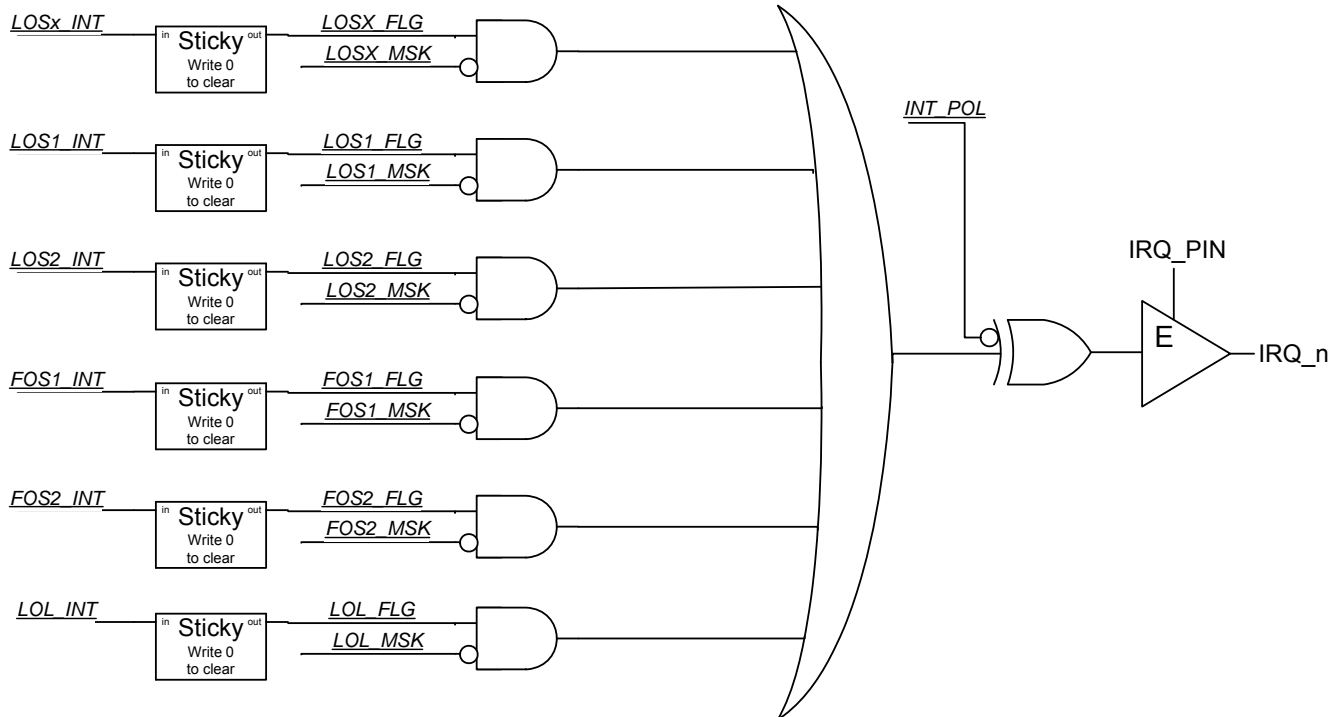 LOSx_INT
in Sticky out
Write 0
to clear
LOSX_FLG
LOSX_MSK
LOS1_INT
in Sticky out
Write 0
to clear
LOS1_FLG
LOS1_MSK
INT_POL
LOS2_INT
in Sticky out
Write 0
to clear
LOS2_FLG
LOS2_MSK
IRQ_PIN
E
IRQ_n
FOS1_INT
in Sticky out
Write 0
to clear
FOS1_FLG
FOS1_MSK
FOS2_INT
in Sticky out
Write 0
to clear
FOS2_FLG
FOS2_MSK
LOL_INT
in Sticky out
Write 0
to clear
LOL_FLG
LOL_MSK